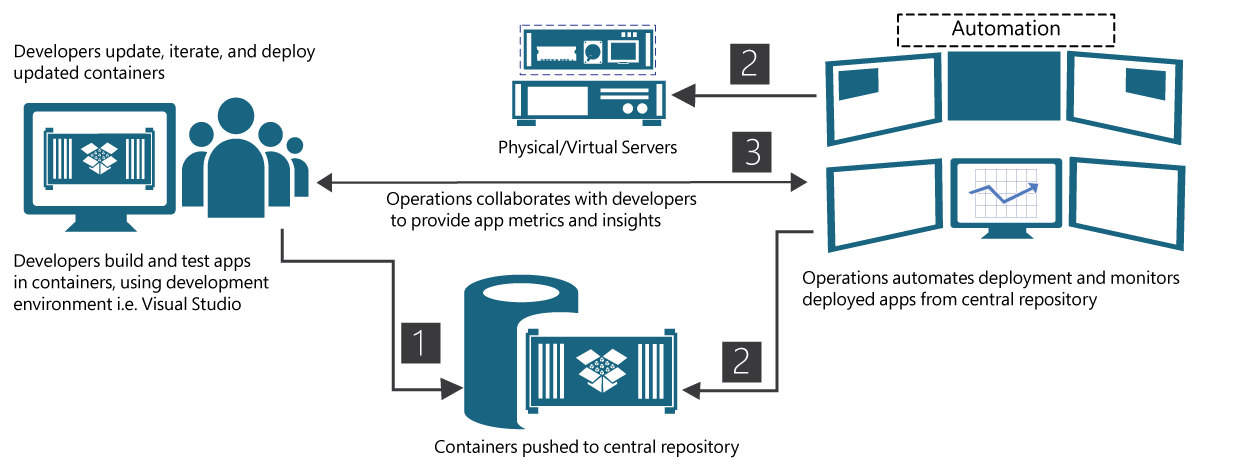 Developers update, iterate, and deploy
updated containers
Developers build and test apps
in containers, using development
environment i.e. Visual Studio
1
Physical/Virtual Servers
2
3
Operations collaborates with developers
to provide app metrics and insights
Automation
Operations automates deployment and monitors
deployed apps from central repository
2
Containers pushed to central repository